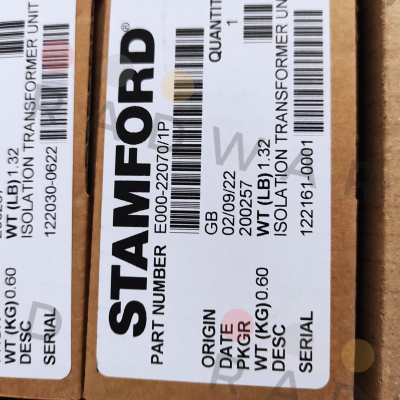 STAMFORD®
PART NUMBER E000-22070/1P
QUANTITY
1
ORIGIN GB
DATE 02/09/22
PKGR 200257
WT (KG) 0.60 WT (LB) 1.32
DESC ISOLATION TRANSFORMER UNIT
SERIAL 122161-0001
WT (KG) 0.60 WT (LB) 1.32
DESC ISOLATION TRANSFORMER UNIT
SERIAL 122030-0622